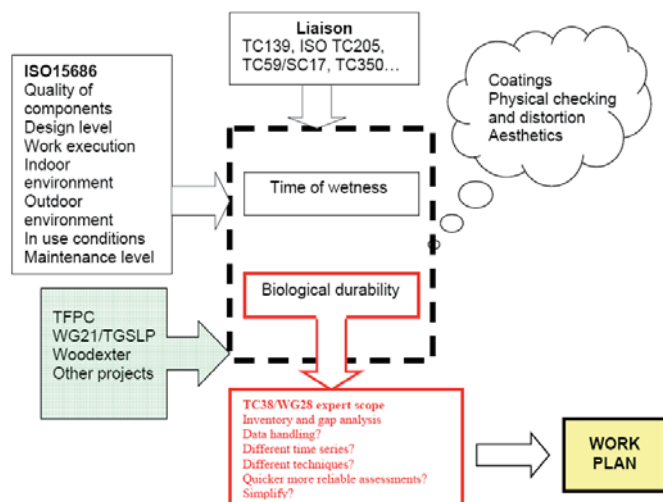 Liaison
TC139, ISO TC205,
TC59/SC17, TC350...
ISO15686
Quality of
components
Design level
Work execution
Indoor
environment
Outdoor
environment
In use conditions
Maintenance level
Coatings
Physical checking
and distortion
Aesthetics
Time of wetness
Biological durability
TFPC
WG21/TGSLP
Woodexter
Other projects
TC38/WG28 expert scope
Inventory and gap analysis
Data handling?
Different time series?
Different techniques?
Quicker more reliable assessments?
Simplify?
WORK
PLAN